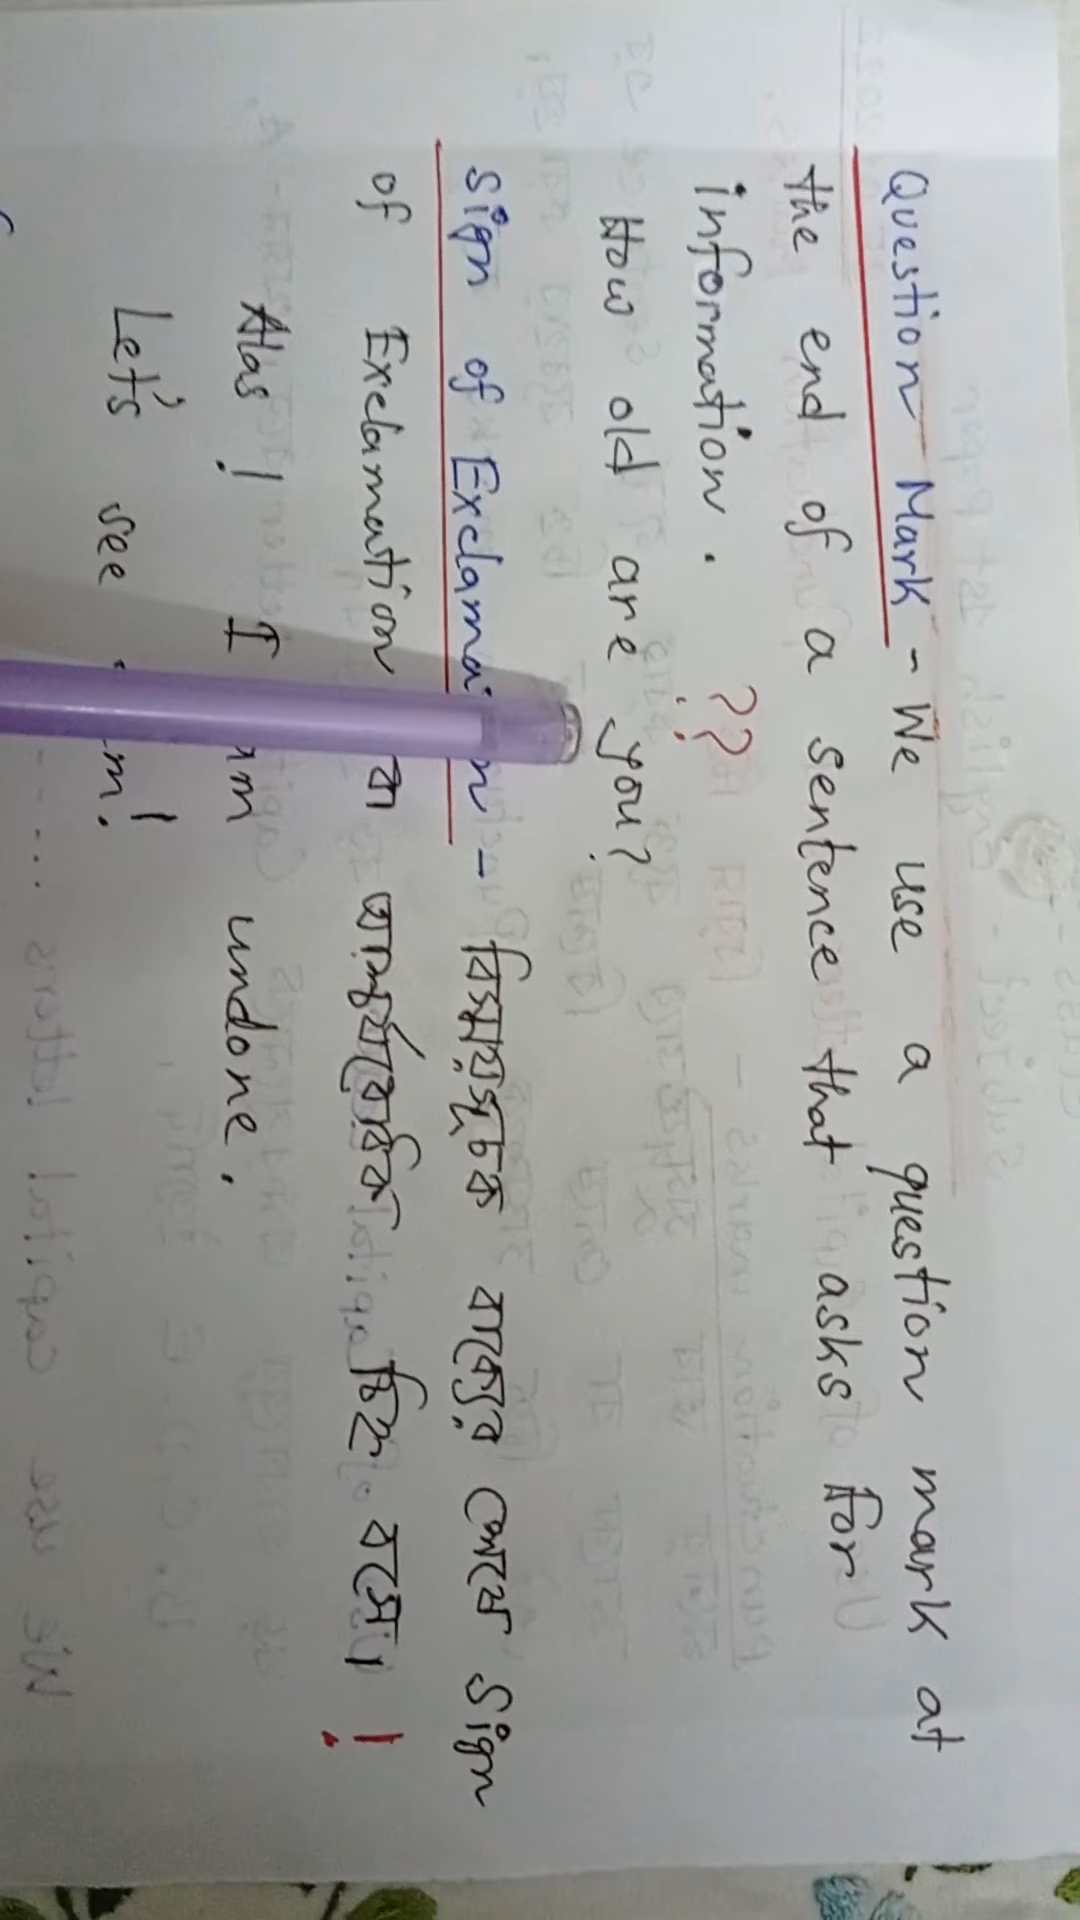 Question Mark - We use a question mark at
the end of a sentence that asks for
information. ??
How old are you?
Sign of Exclama n - বিস্ময়সূচক বাক্যের শেষে Sign
of Exclamation বা আশ্চর্যবোধক চিহ্ন বসে। !
Alas! I am undone.
Let's see m!